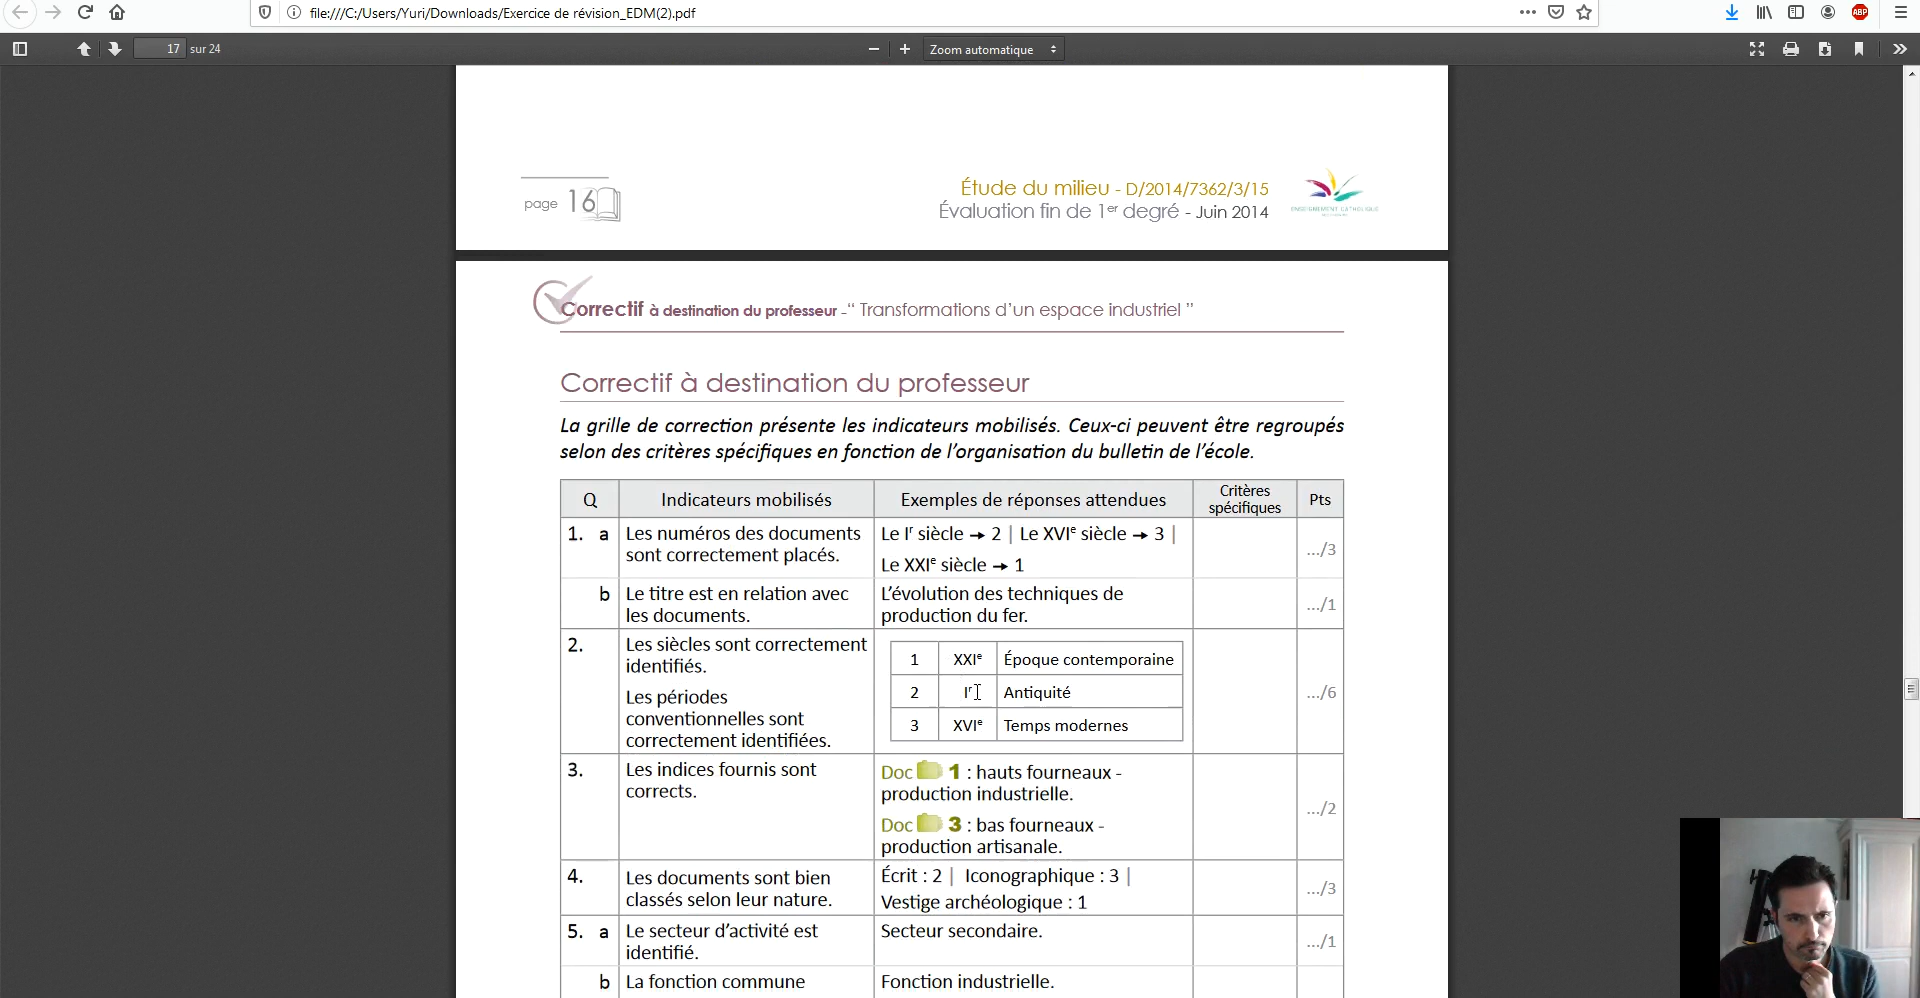 file:///C:/Users/Yuri/Downloads/Exercice de révision_EDM(2).pdf
ABP
17 sur 24
Zoom automatique
page 16
Étude du milieu - D/2014/7362/3/15
Évaluation fin de 1er degré - Juin 2014
ENSEIGNEMENT CATHOLIQUE
Correctif à destination du professeur -“ Transformations d’un espace industriel ”
Correctif à destination du professeur
La grille de correction présente les indicateurs mobilisés. Ceux-ci peuvent être regroupés
selon des critères spécifiques en fonction de l’organisation du bulletin de l’école.
Q Indicateurs mobilisés Exemples de réponses attendues Critères spécifiques Pts
1. a Les numéros des documents
sont correctement placés.
Le Ir siècle → 2 | Le XVIe siècle → 3 |
Le XXIe siècle → 1
.../3
b Le titre est en relation avec
les documents.
L’évolution des techniques de
production du fer.
.../1
2. Les siècles sont correctement
identifiés.
Les périodes
conventionnelles sont
correctement identifiées.
1 XXIe Époque contemporaine
2 Ir Antiquité
3 XVIe Temps modernes
.../6
3. Les indices fournis sont
corrects.
Doc 1 : hauts fourneaux -
production industrielle.
Doc 3 : bas fourneaux -
production artisanale.
.../2
4. Les documents sont bien
classés selon leur nature.
Écrit : 2 | Iconographique : 3 |
Vestige archéologique : 1
.../3
5. a Le secteur d’activité est
identifié.
Secteur secondaire.
.../1
b La fonction commune
Fonction industrielle.